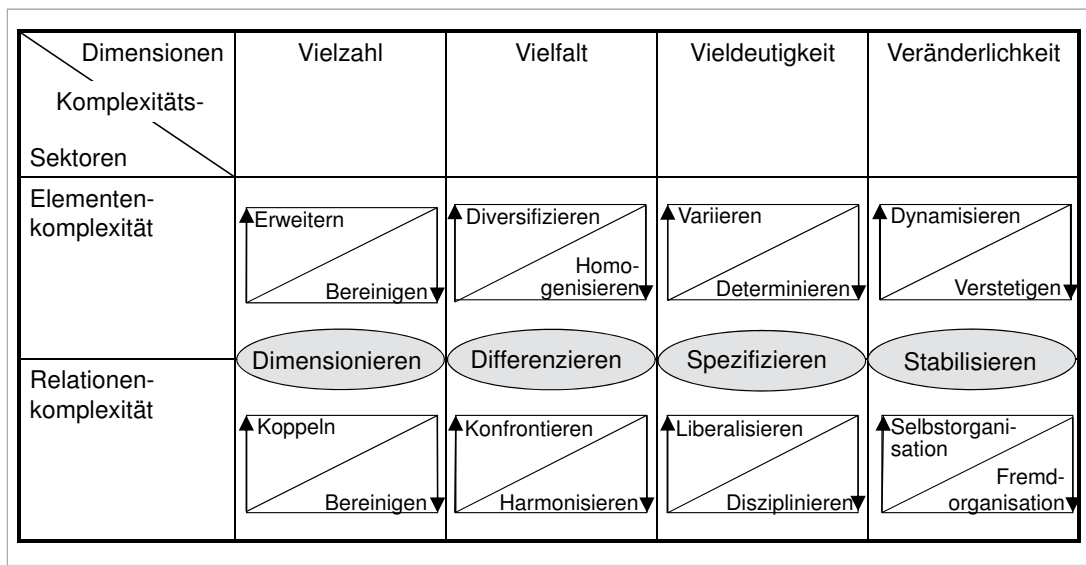 Dimensionen
Komplexitäts-
Sektoren
Vielzahl
Vielfalt
Vieldeutigkeit
Veränderlichkeit
Elementen-
komplexität
Erweitern
Bereinigen
Diversifizieren
Homo-
genisieren
Variieren
Determinieren
Dynamisieren
Verstetigen
Dimensionieren
Differenzieren
Spezifizieren
Stabilisieren
Relationen-
komplexität
Koppeln
Bereinigen
Konfrontieren
Harmonisieren
Liberalisieren
Disziplinieren
Selbstorgani-
sation
Fremd-
organisation